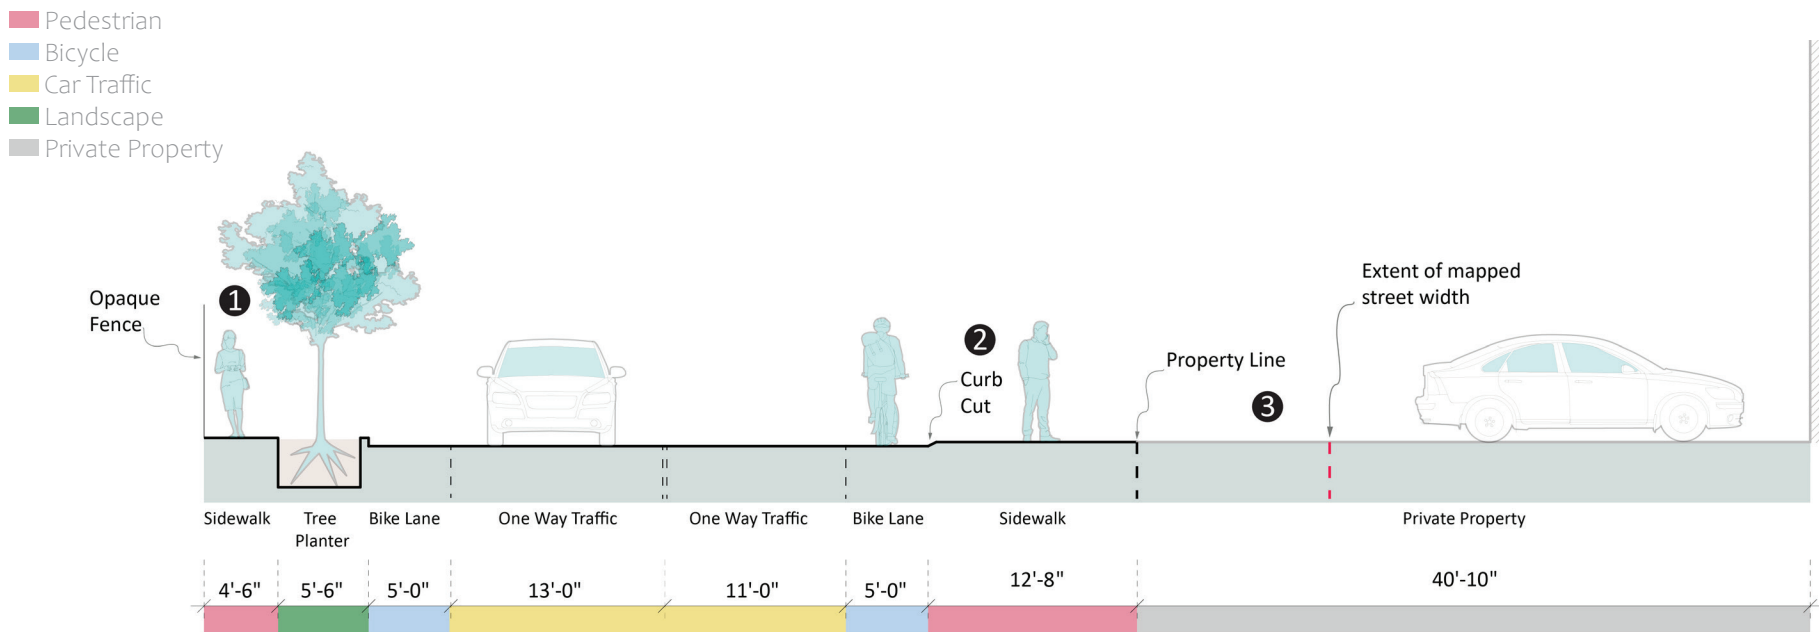 Pedestrian
Bicycle
Car Traffic
Landscape
Private Property
Opaque
Fence
1
2
Curb
Cut
Property Line
3
Extent of mapped
street width
Sidewalk
Tree
Planter
Bike Lane
One Way Traffic
One Way Traffic
Bike Lane
Sidewalk
Private Property
4'-6"
5'-6"
5'-0"
13'-0"
11'-0"
5'-0"
12'-8"
40'-10"